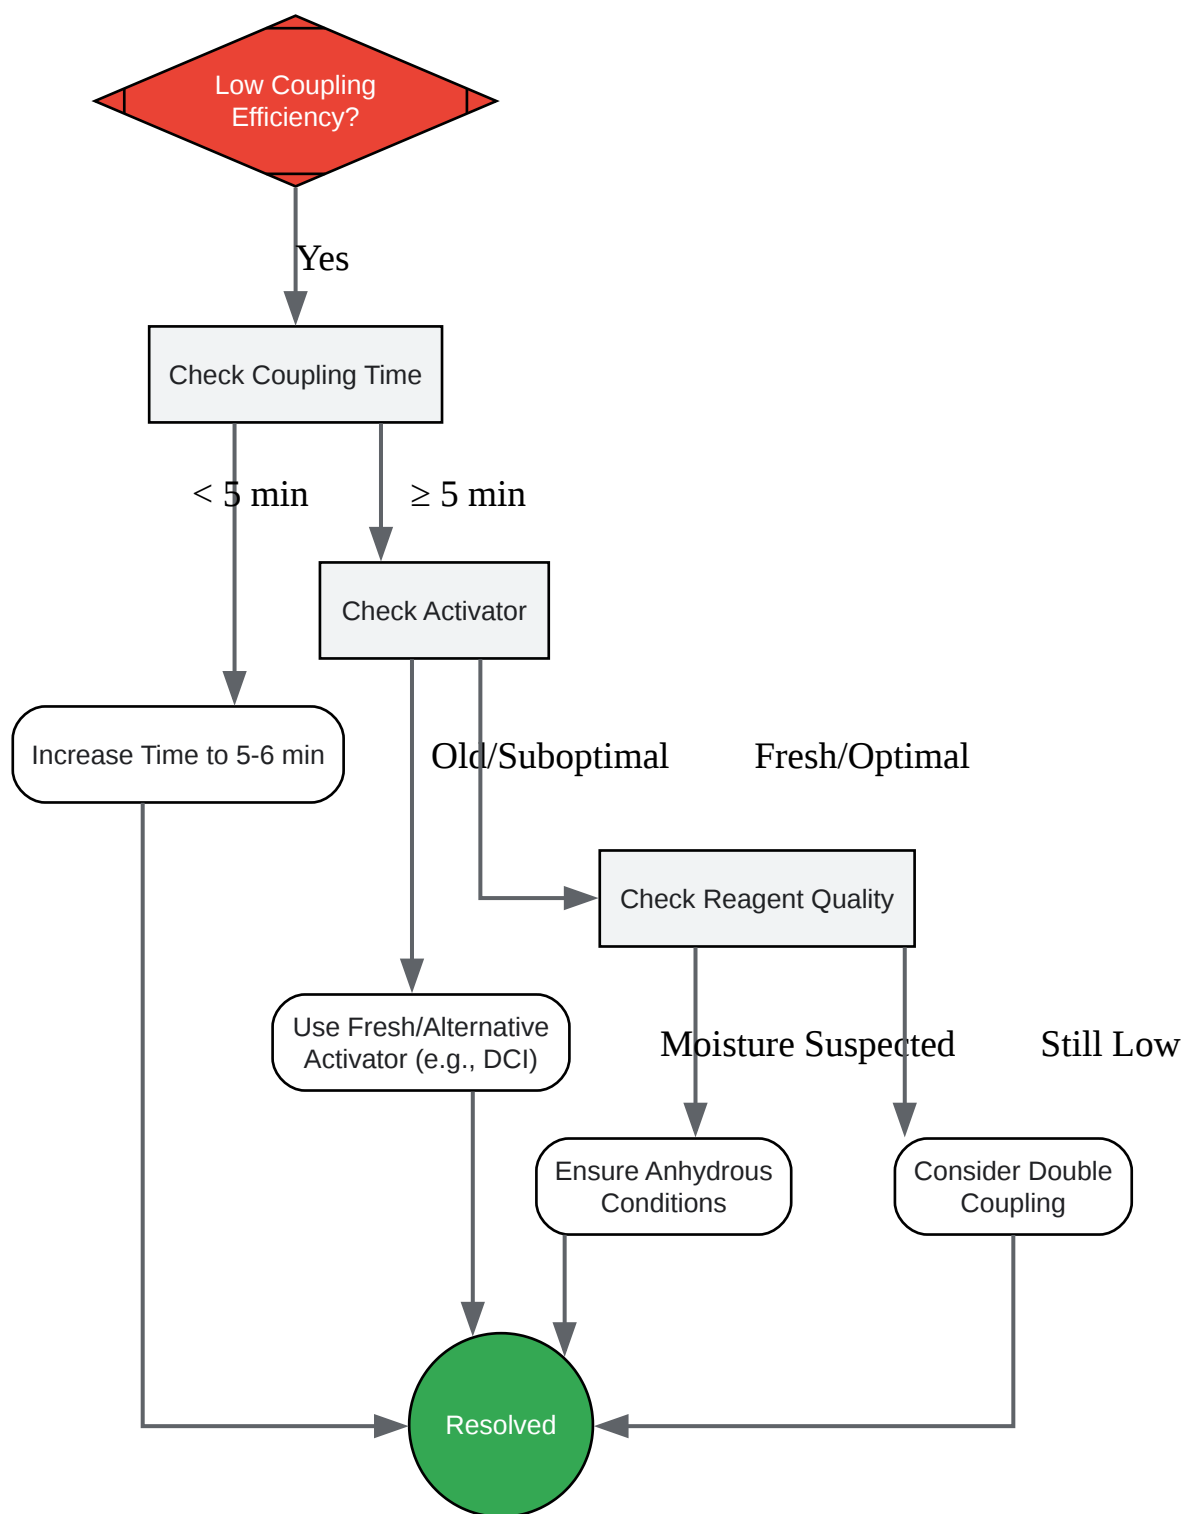 Low Coupling
Efficiency?
Yes
Check Coupling Time
< 5 min
≥ 5 min
Check Activator
Increase Time to 5-6 min
Old/Suboptimal
Fresh/Optimal
Check Reagent Quality
Use Fresh/Alternative
Activator (e.g., DCI)
Moisture Suspected
Still Low
Ensure Anhydrous
Conditions
Consider Double
Coupling
Resolved